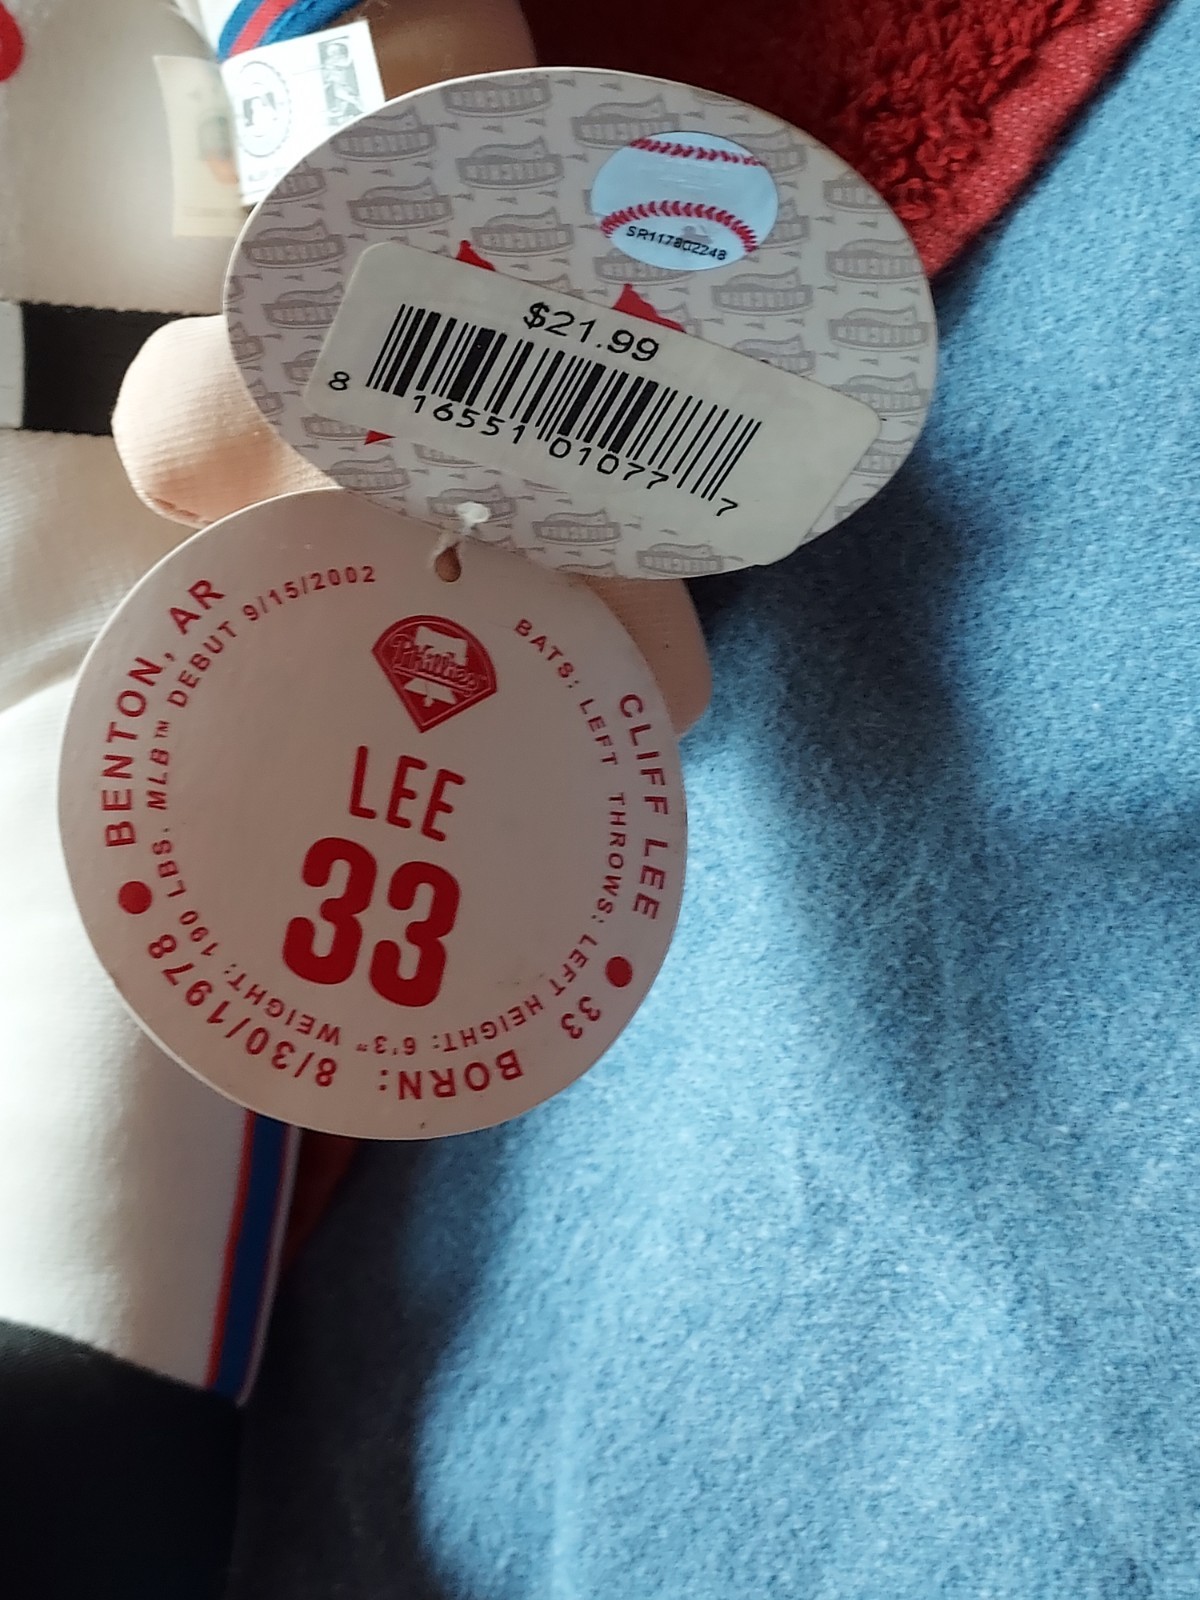 SR117802248
$21.99
8 16551 01077 7
BENTON, AR
MLB™ DEBUT 9/15/2002
Phillies
LEE
33
BATS: LEFT THROWS: LEFT HEIGHT: 6'3" WEIGHT: 190 LBS.
CLIFF LEE ● 33
BORN: 8/30/1978 ●
BLEACHER